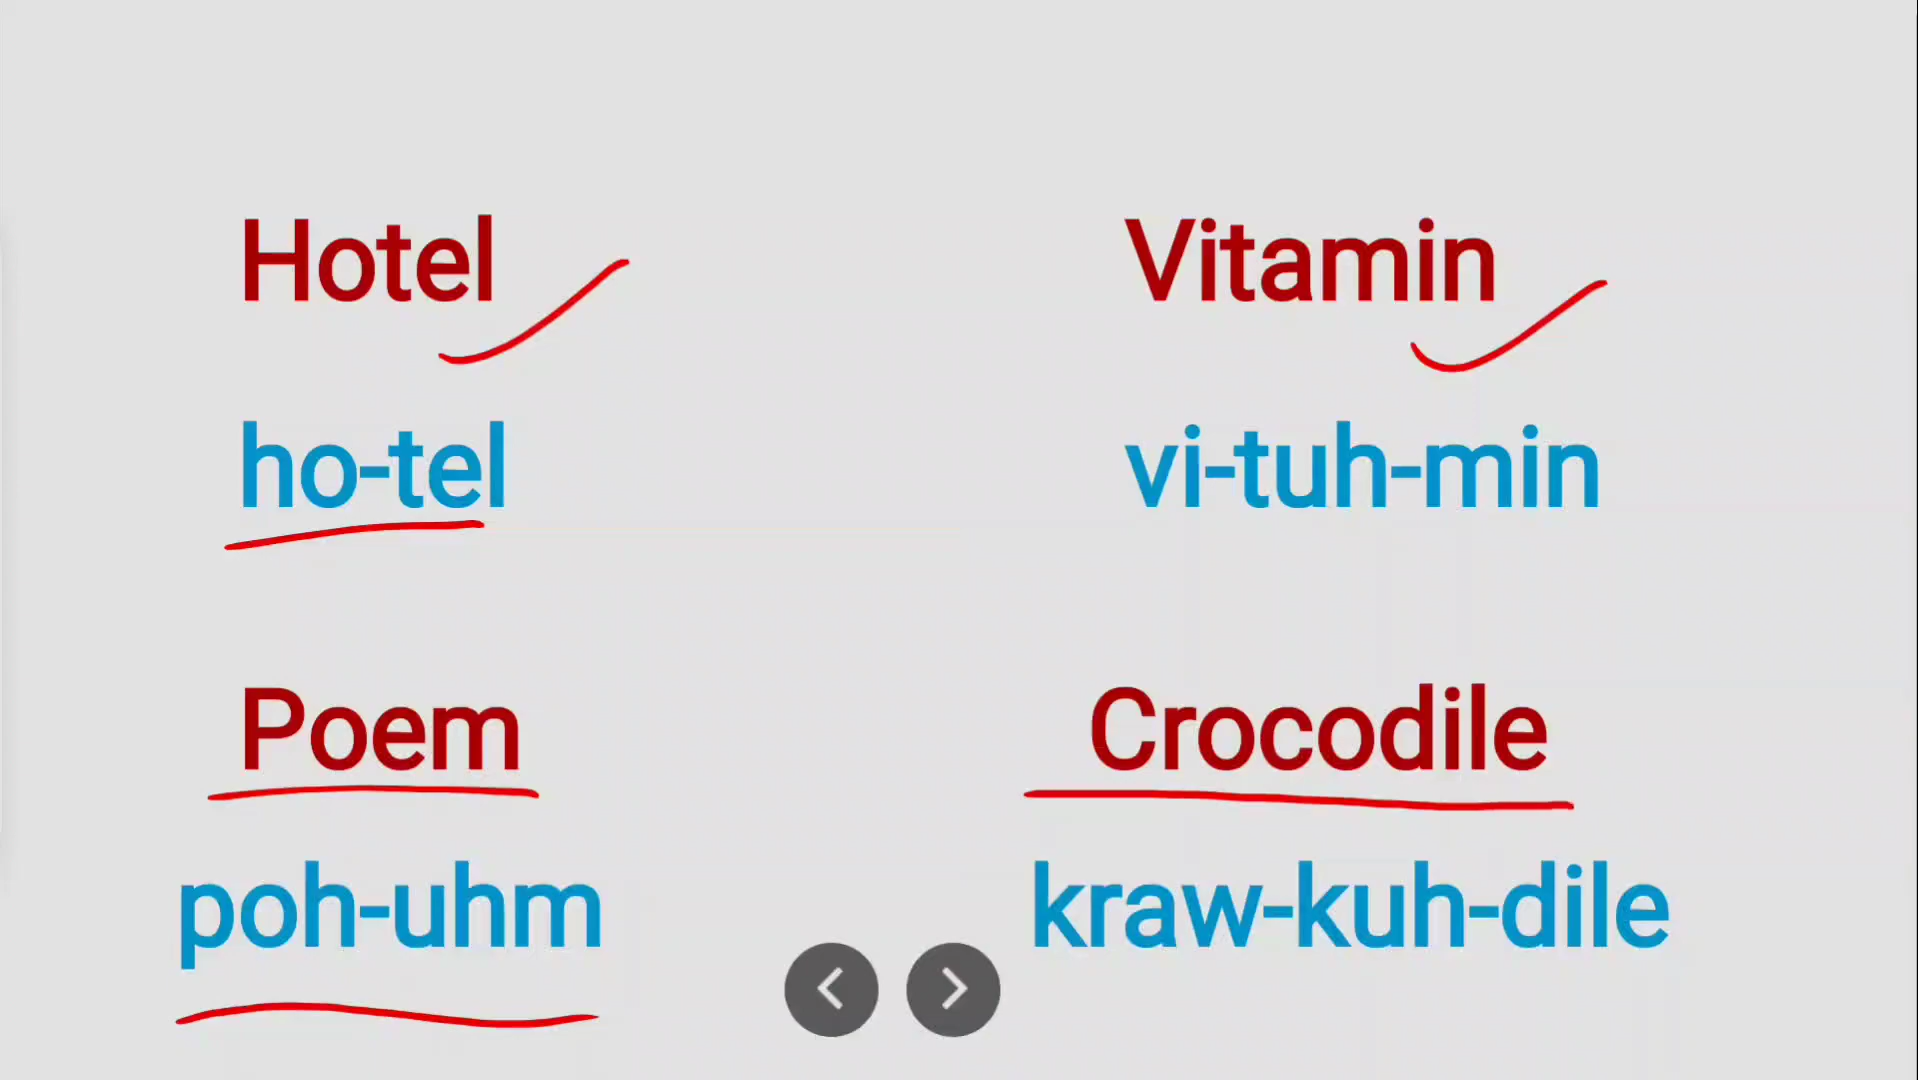 Hotel
Vitamin
ho-tel
vi-tuh-min
Poem
Crocodile
poh-uhm
kraw-kuh-dile